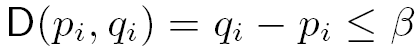 D(p_i, q_i) = q_i − p_i ≤ β